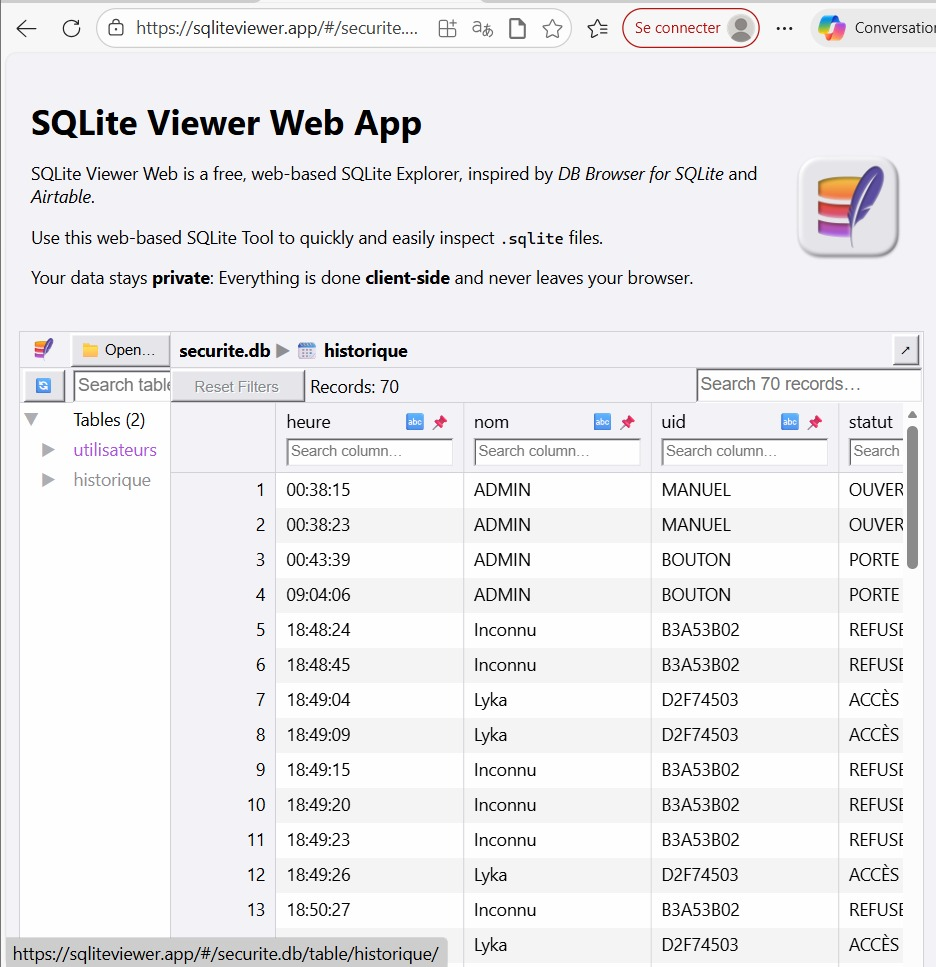 https://sqliteviewer.app/#/securite.... Se connecter ... Conversation
SQLite Viewer Web App
SQLite Viewer Web is a free, web-based SQLite Explorer, inspired by DB Browser for SQLite and
Airtable.
Use this web-based SQLite Tool to quickly and easily inspect .sqlite files.
Your data stays private: Everything is done client-side and never leaves your browser.
Open... securite.db historique
Search table Reset Filters Records: 70 Search 70 records...
Tables (2)
utilisateurs
historique
heure abc nom abc uid abc statut
Search column... Search column... Search column... Search
1 00:38:15 ADMIN MANUEL OUVER
2 00:38:23 ADMIN MANUEL OUVER
3 00:43:39 ADMIN BOUTON PORTE
4 09:04:06 ADMIN BOUTON PORTE
5 18:48:24 Inconnu B3A53B02 REFUSE
6 18:48:45 Inconnu B3A53B02 REFUSE
7 18:49:04 Lyka D2F74503 ACCÈS
8 18:49:09 Lyka D2F74503 ACCÈS
9 18:49:15 Inconnu B3A53B02 REFUSE
10 18:49:20 Inconnu B3A53B02 REFUSE
11 18:49:23 Inconnu B3A53B02 REFUSE
12 18:49:26 Lyka D2F74503 ACCÈS
13 18:50:27 Inconnu B3A53B02 REFUSE
Lyka D2F74503 ACCÈS
https://sqliteviewer.app/#/securite.db/table/historique/